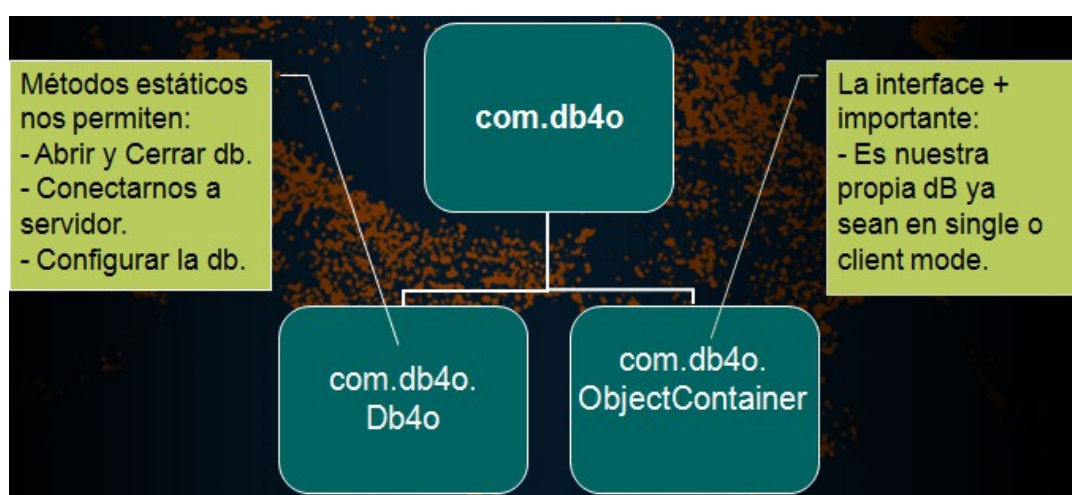 com.db4o
Métodos estáticos
nos permiten:
- Abrir y Cerrar db.
- Conectarnos a
servidor.
- Configurar la db.
La interface +
importante:
- Es nuestra
propia dB ya
sean en single o
client mode.
com.db4o.
Db4o
com.db4o.
ObjectContainer